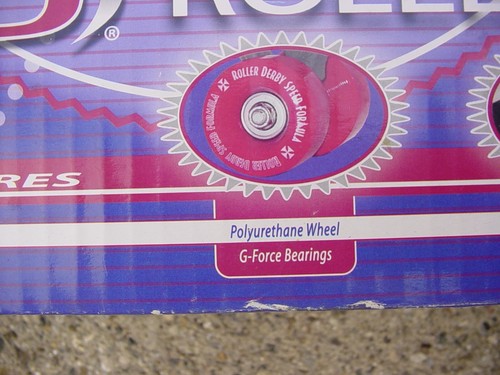 ROLLE
®
ROLLER DERBY SPEED FORMULA
ROLLER DERBY SPEED FORMULA
RES
Polyurethane Wheel
G-Force Bearings